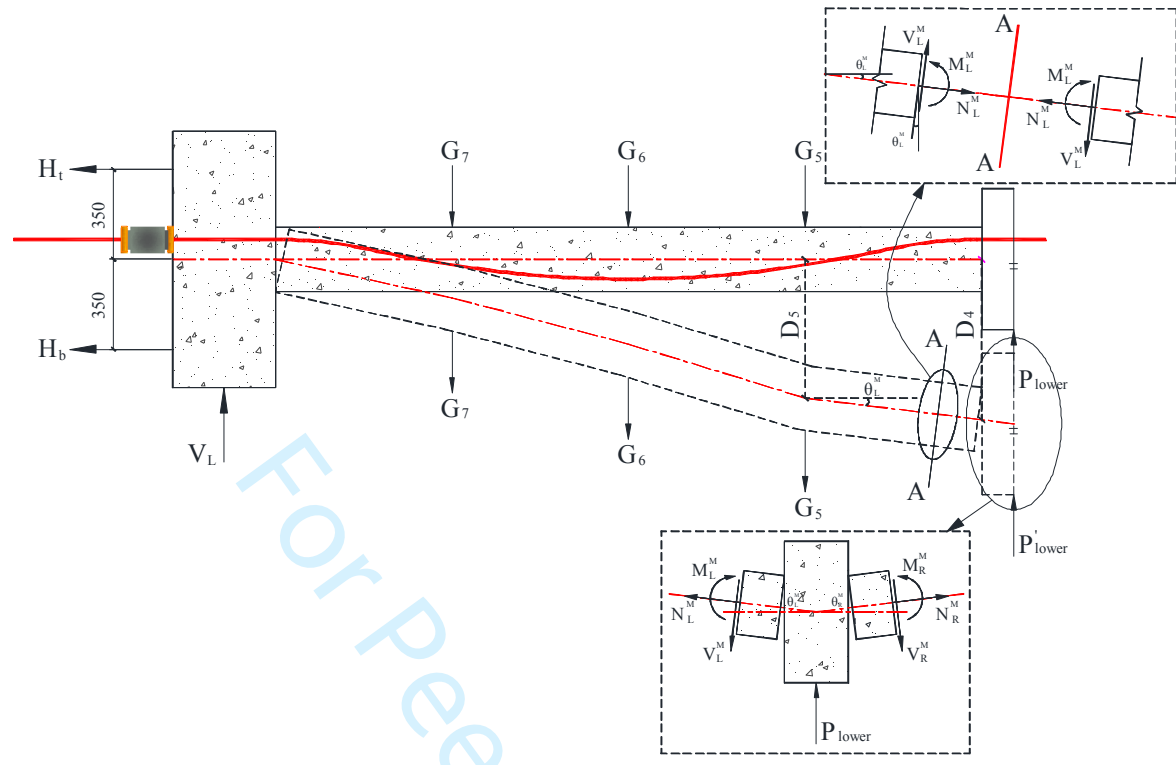 A
V_L^M
M_L^M
θ_L^M
N_L^M
M_L^M
N_L^M
θ_L^M
A
V_L^M
H_t
G_7
G_6
G_5
350
350
H_b
D_5
D_4
A
θ_L^M
P_lower
G_7
G_6
V_L
A
G_5
P'_lower
M_L^M
M_R^M
θ_L^M
θ_R^M
N_L^M
N_R^M
V_L^M
V_R^M
P_lower
For Pee